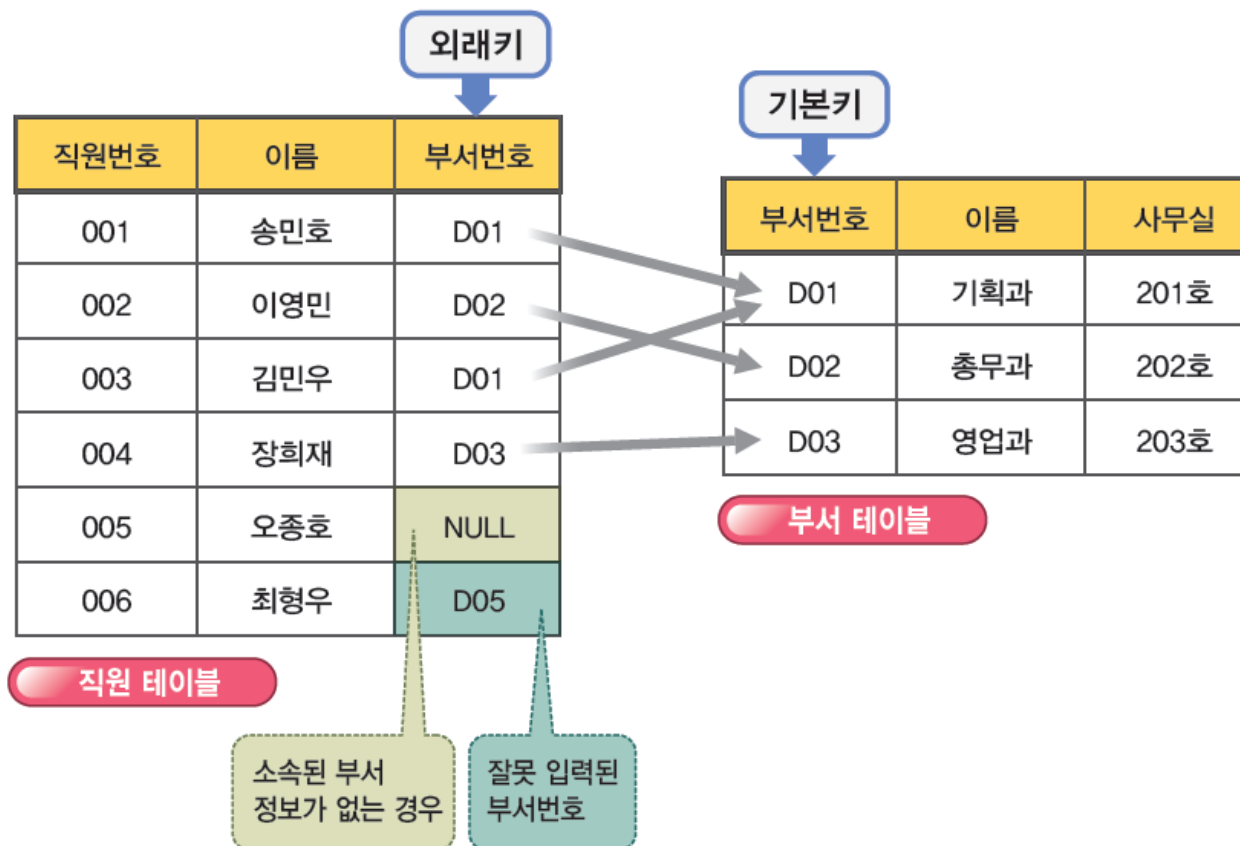 외래키
직원번호 이름 부서번호
001 송민호 D01
002 이영민 D02
003 김민우 D01
004 장희재 D03
005 오종호 NULL
006 최형우 D05
직원 테이블
소속된 부서
정보가 없는 경우
잘못 입력된
부서번호
기본키
부서번호 이름 사무실
D01 기획과 201호
D02 총무과 202호
D03 영업과 203호
부서 테이블